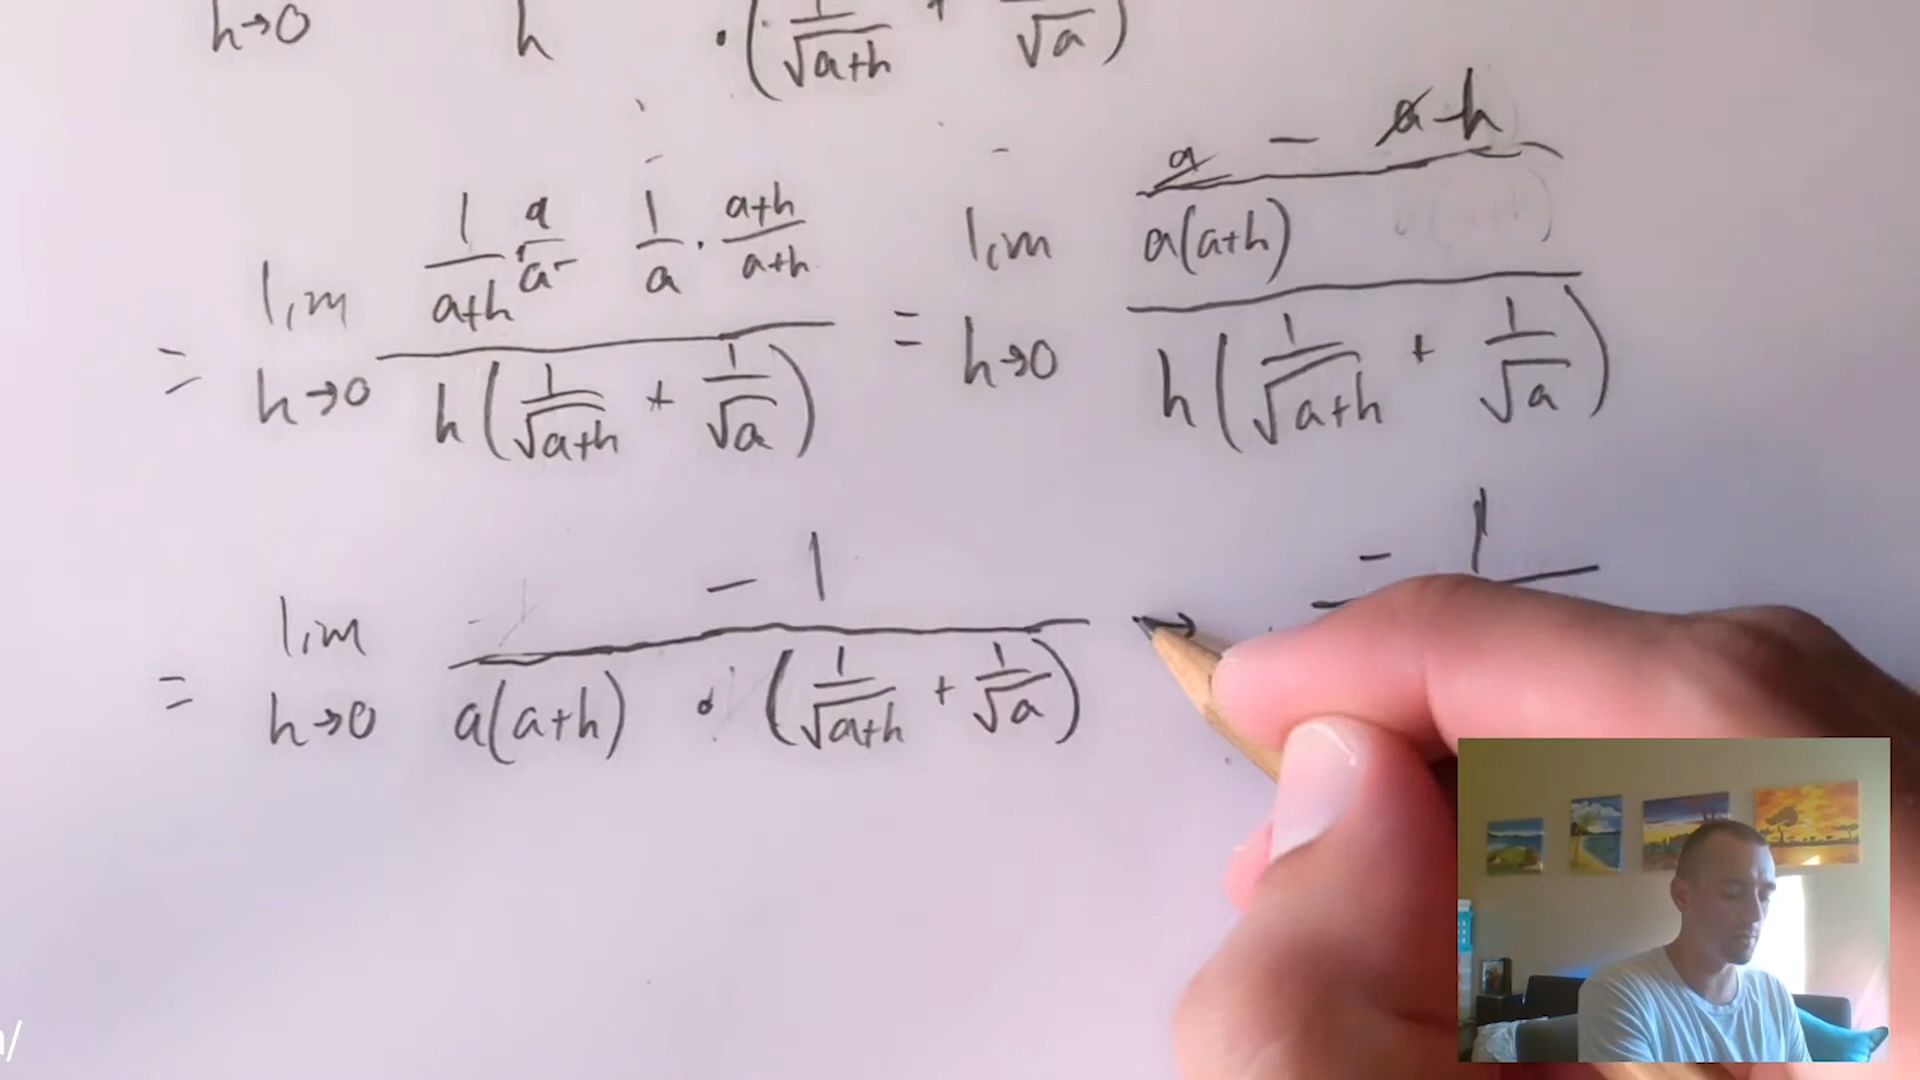 h→0 h · (1/√(a+h) + 1/√a)
= lim h→0 (1/(a+h) a/a - 1/a · (a+h)/(a+h)) / (h(1/√(a+h) + 1/√a)) = lim h→0 ((a - a-h)/(a(a+h))) / (h(1/√(a+h) + 1/√a))
= lim h→0 -1/(a(a+h) · (1/√(a+h) + 1/√a)) → -1